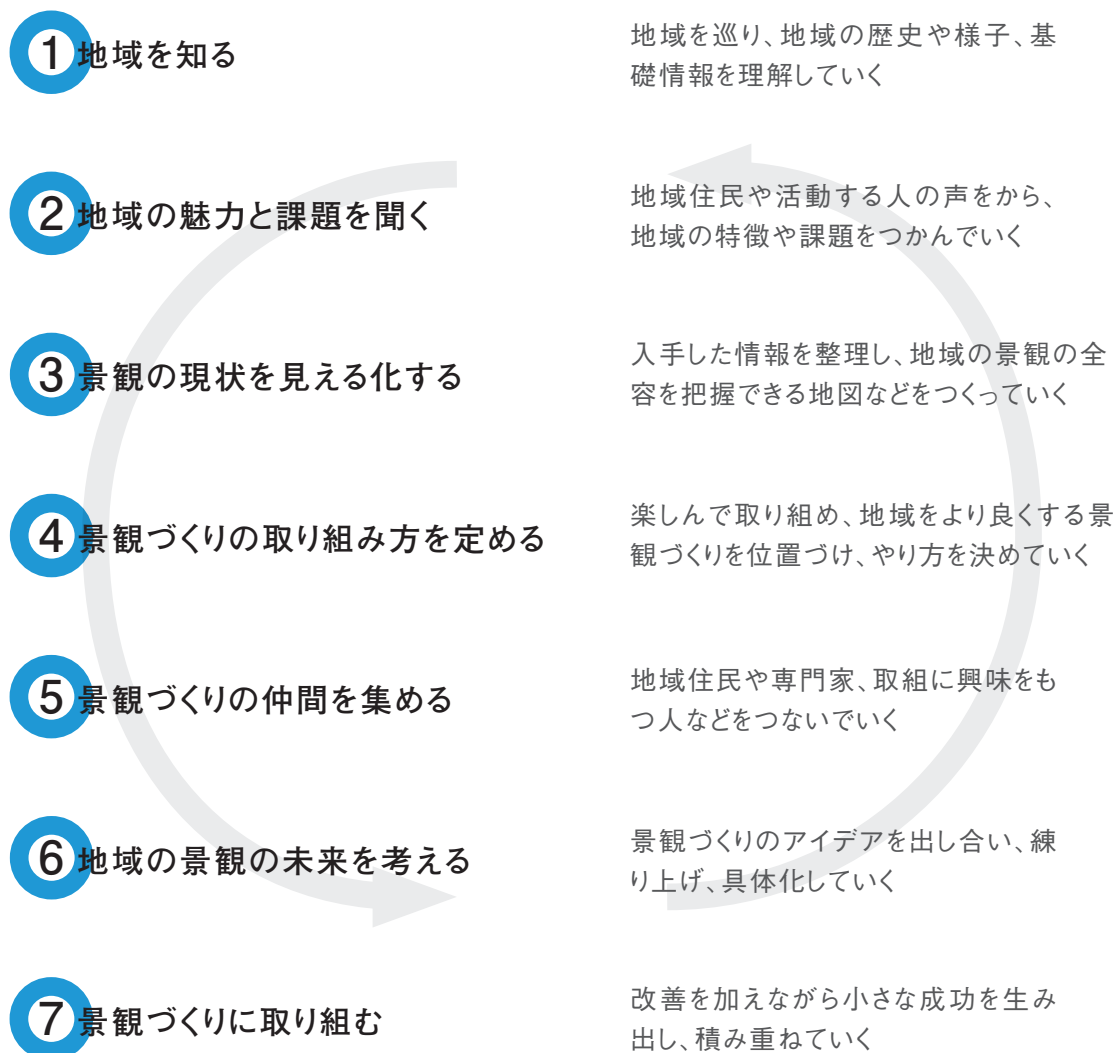 1 地域を知る
地域を巡り、地域の歴史や様子、基
礎情報を理解していく
2 地域の魅力と課題を聞く
地域住民や活動する人の声をから、
地域の特徴や課題をつかんでいく
3 景観の現状を見える化する
入手した情報を整理し、地域の景観の全
容を把握できる地図などをつくっていく
4 景観づくりの取り組み方を定める
楽しんで取り組め、地域をより良くする景
観づくりを位置づけ、やり方を決めていく
5 景観づくりの仲間を集める
地域住民や専門家、取組に興味をも
つ人などをつないでいく
6 地域の景観の未来を考える
景観づくりのアイデアを出し合い、練
り上げ、具体化していく
7 景観づくりに取り組む
改善を加えながら小さな成功を生み
出し、積み重ねていく